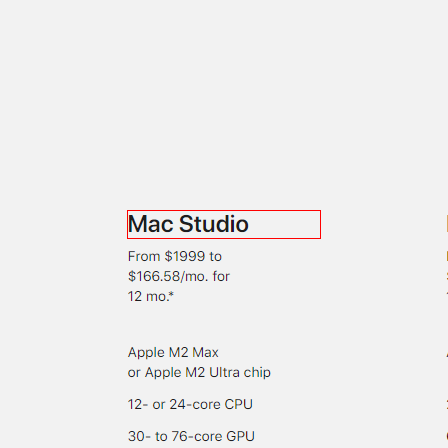 Mac Studio
From $1999 to
$166.58/mo. for
12 mo.*
Apple M2 Max
or Apple M2 Ultra chip
12- or 24-core CPU
30- to 76-core GPU